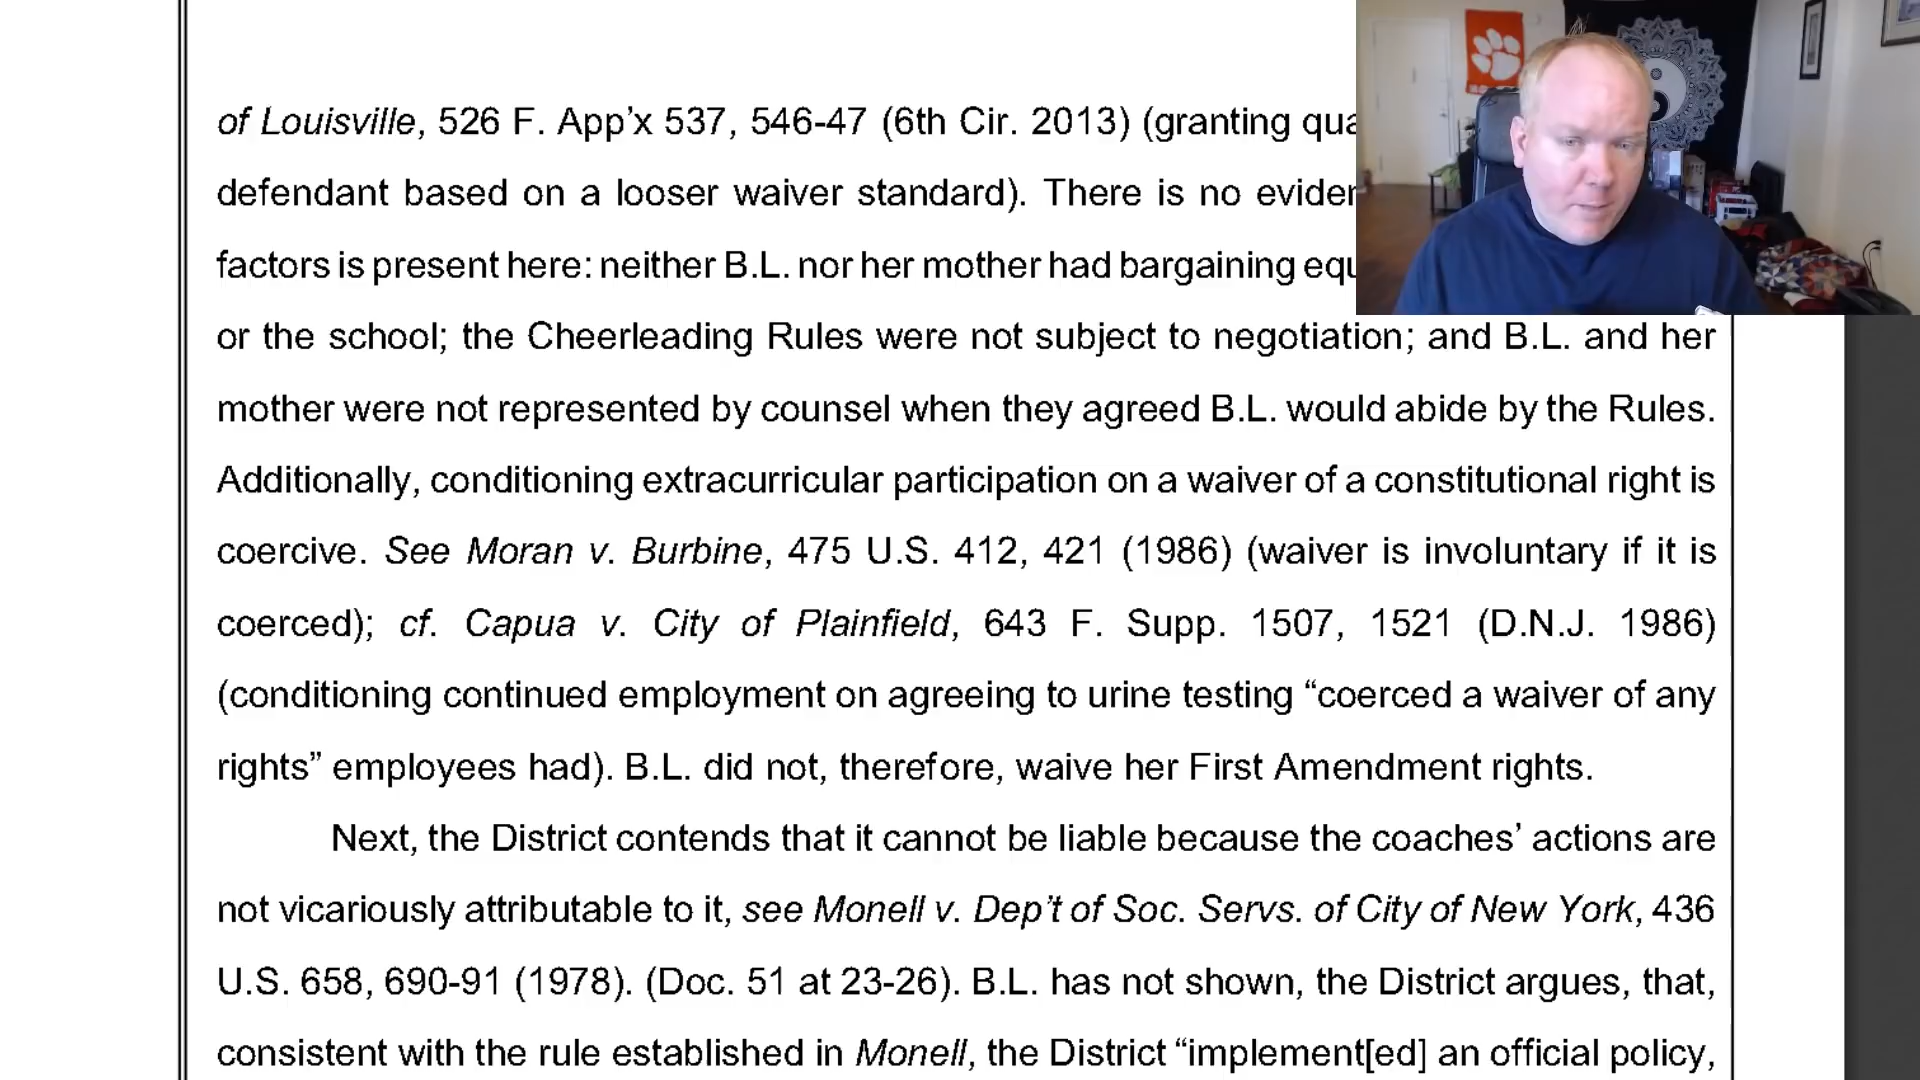 of Louisville, 526 F. App’x 537, 546-47 (6th Cir. 2013) (granting
defendant based on a looser waiver standard). There is no
factors is present here: neither B.L. nor her mother had bargaining
or the school; the Cheerleading Rules were not subject to negotiation; and B.L. and her
mother were not represented by counsel when they agreed B.L. would abide by the Rules.
Additionally, conditioning extracurricular participation on a waiver of a constitutional right is
coercive. See Moran v. Burbine, 475 U.S. 412, 421 (1986) (waiver is involuntary if it is
coerced); cf. Capua v. City of Plainfield, 643 F. Supp. 1507, 1521 (D.N.J. 1986)
(conditioning continued employment on agreeing to urine testing “coerced a waiver of any
rights” employees had). B.L. did not, therefore, waive her First Amendment rights.
Next, the District contends that it cannot be liable because the coaches’ actions are
not vicariously attributable to it, see Monell v. Dep’t of Soc. Servs. of City of New York, 436
U.S. 658, 690-91 (1978). (Doc. 51 at 23-26). B.L. has not shown, the District argues, that,
consistent with the rule established in Monell, the District “implement[ed] an official policy,